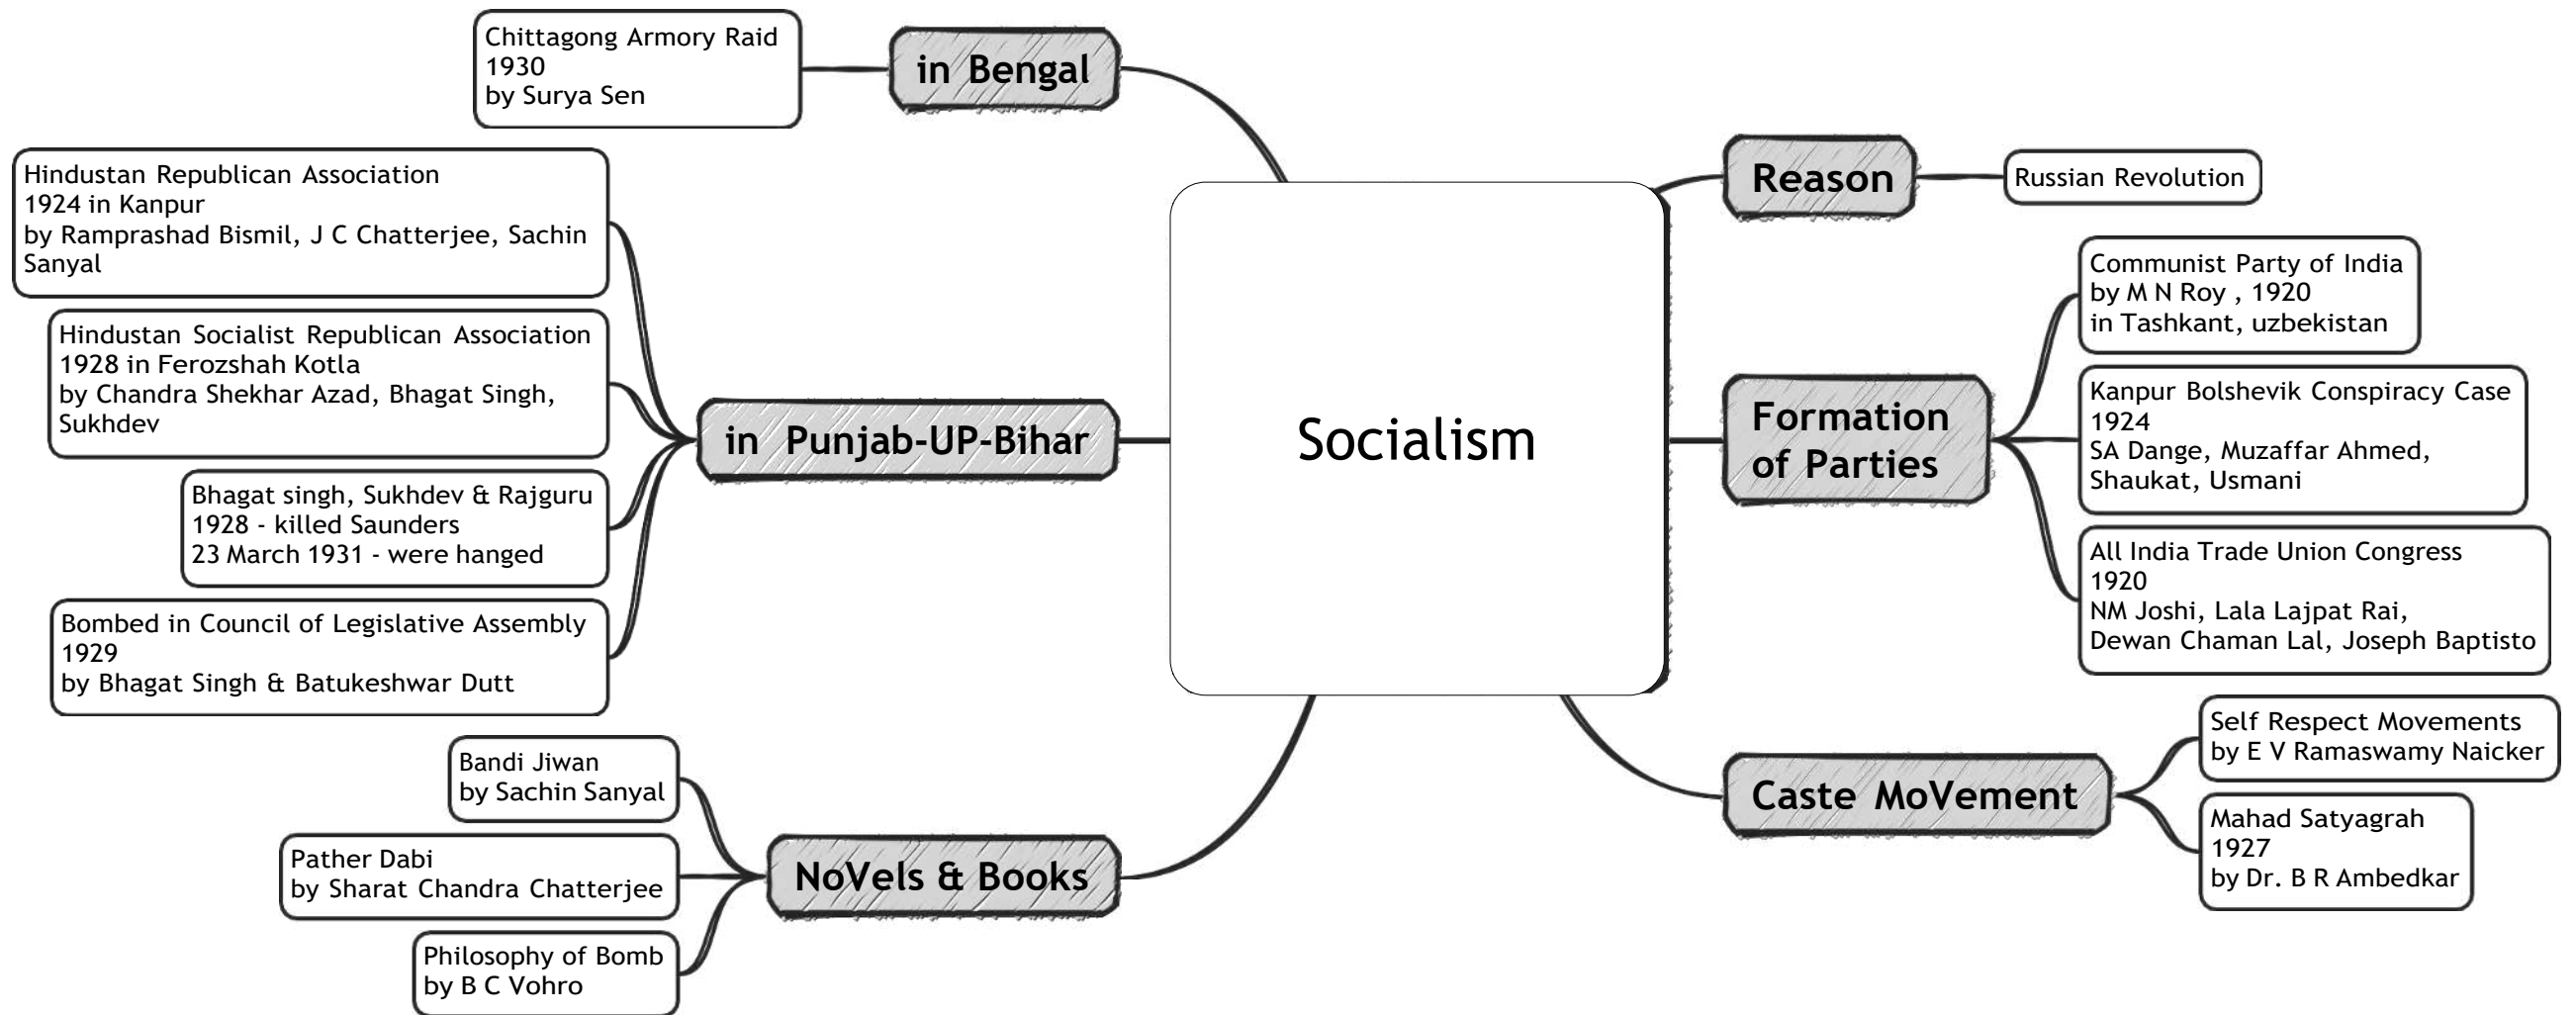 Chittagong Armory Raid
1930
by Surya Sen
in Bengal
Hindustan Republican Association
1924 in Kanpur
by Ramprashad Bismil, J C Chatterjee, Sachin
Sanyal
Hindustan Socialist Republican Association
1928 in Ferozshah Kotla
by Chandra Shekhar Azad, Bhagat Singh,
Sukhdev
Bhagat singh, Sukhdev & Rajguru
1928 - killed Saunders
23 March 1931 - were hanged
Bombed in Council of Legislative Assembly
1929
by Bhagat Singh & Batukeshwar Dutt
in Punjab-UP-Bihar
Bandi Jiwan
by Sachin Sanyal
Pather Dabi
by Sharat Chandra Chatterjee
Philosophy of Bomb
by B C Vohro
NoVels & Books
Socialism
Reason
Russian Revolution
Formation
of Parties
Communist Party of India
by M N Roy , 1920
in Tashkant, uzbekistan
Kanpur Bolshevik Conspiracy Case
1924
SA Dange, Muzaffar Ahmed,
Shaukat, Usmani
All India Trade Union Congress
1920
NM Joshi, Lala Lajpat Rai,
Dewan Chaman Lal, Joseph Baptisto
Caste MoVement
Self Respect Movements
by E V Ramaswamy Naicker
Mahad Satyagrah
1927
by Dr. B R Ambedkar